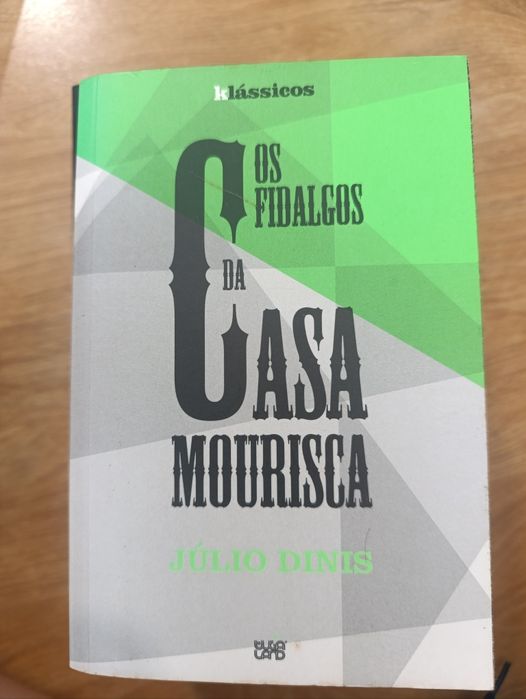 klássicos
OS
FIDALGOS
DA
CASA
MOURISCA
JÚLIO DINIS